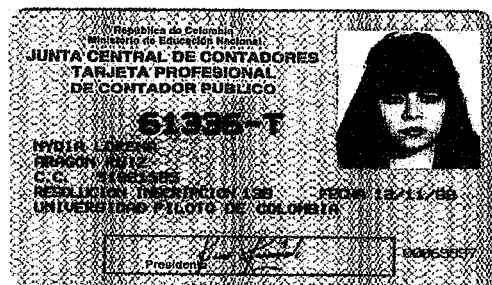 República de Colombia
Ministerio de Educación Nacional
JUNTA CENTRAL DE CONTADORES
TARJETA PROFESIONAL
DE CONTADOR PUBLICO
61336-T
NYDIA LORENA
ARAGON RUIZ
C.C.
RESOLUCION INSCRIPCION 138 FECHA 12/11/98
UNIVERSIDAD PILOTO DE COLOMBIA
Presidente